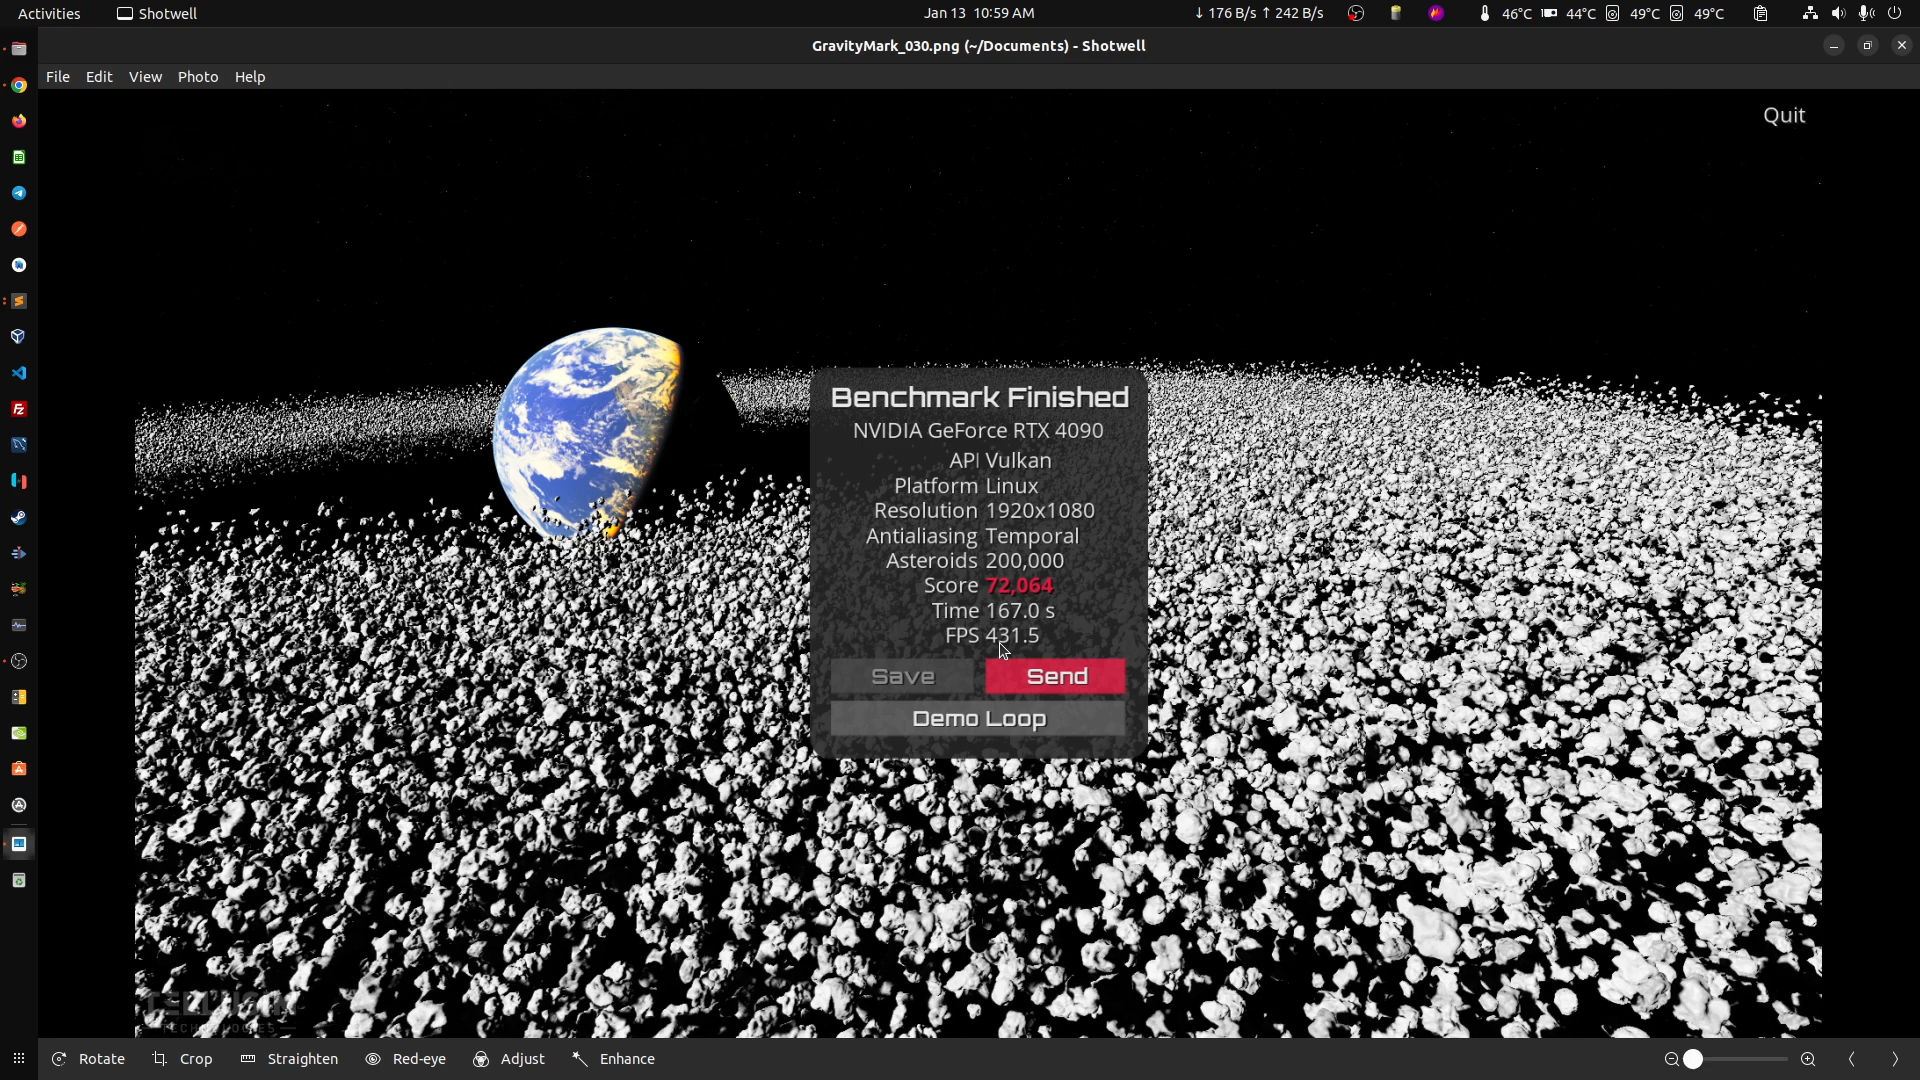 Activities Shotwell Jan 13 10:59 AM ↓ 176 B/s ↑ 242 B/s 46°C 44°C 49°C 49°C
GravityMark_030.png (~/Documents) - Shotwell
File Edit View Photo Help
Quit
Benchmark Finished
NVIDIA GeForce RTX 4090
API Vulkan
Platform Linux
Resolution 1920x1080
Antialiasing Temporal
Asteroids 200,000
Score 72,064
Time 167.0 s
FPS 431.5
Save Send
Demo Loop
TECHNOLOGIES
Rotate Crop Straighten Red-eye Adjust Enhance